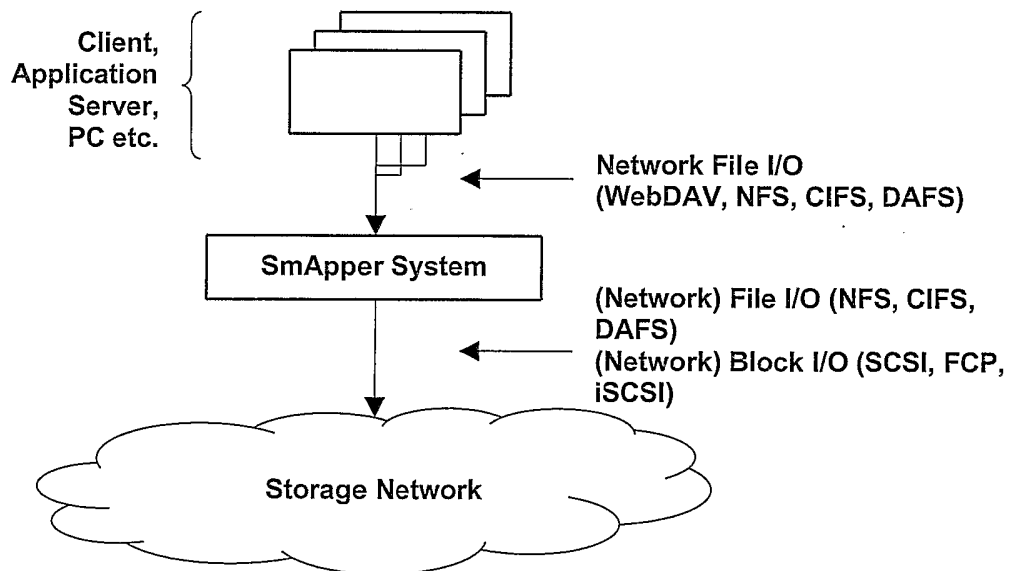 Client,
Application
Server,
PC etc.
Network File I/O
(WebDAV, NFS, CIFS, DAFS)
SmApper System
(Network) File I/O (NFS, CIFS,
DAFS)
(Network) Block I/O (SCSI, FCP,
iSCSI)
Storage Network